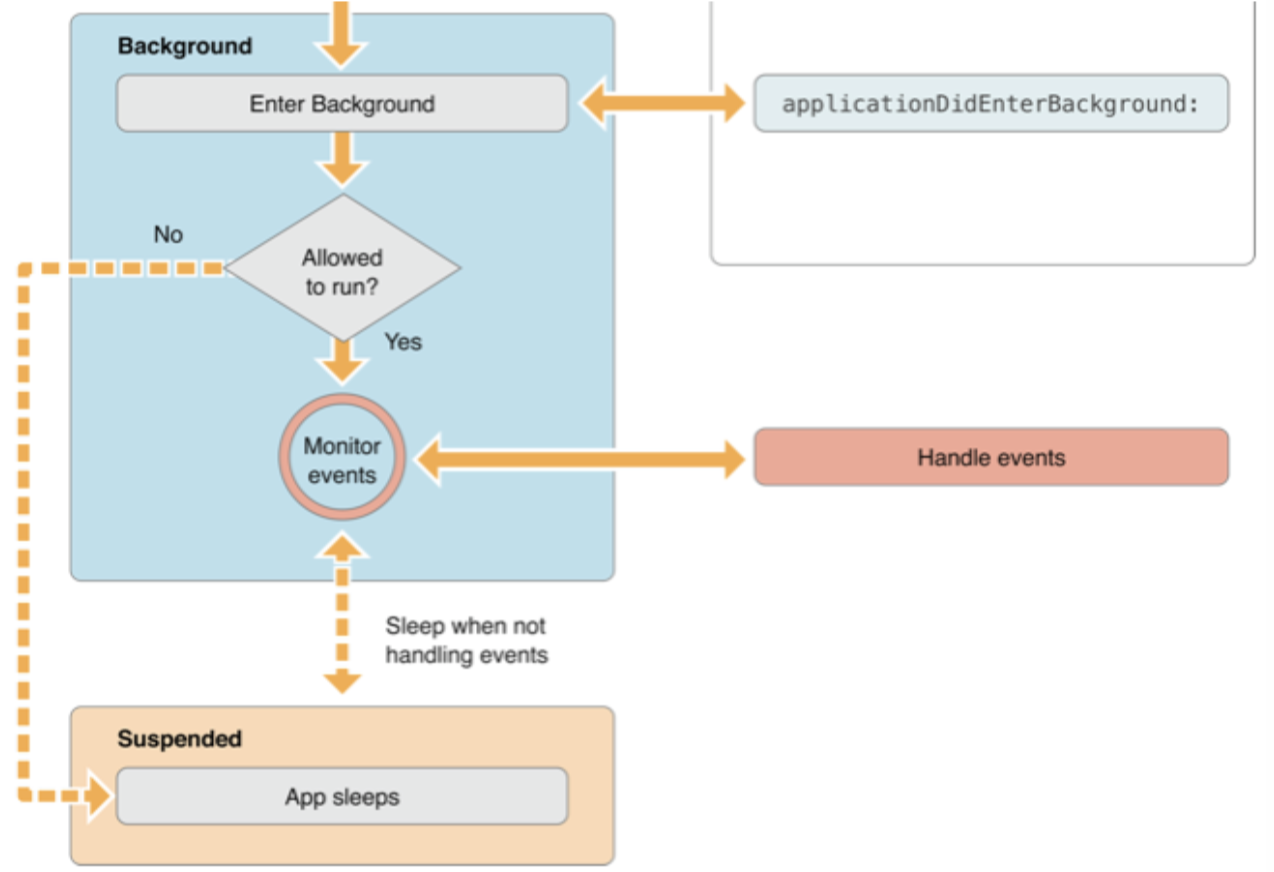 Background
Enter Background
applicationDidEnterBackground:
No
Allowed
to run?
Yes
Monitor
events
Handle events
Sleep when not
handling events
Suspended
App sleeps